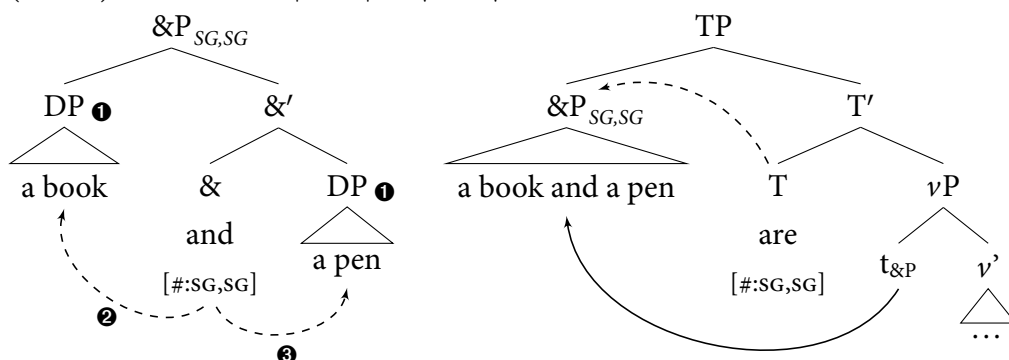 &P SG,SG TP
DP ❶ &′ &P SG,SG T′
a book & DP ❶ a book and a pen T vP
and a pen are t&P v’
[#:SG,SG] [#:SG,SG]
❷ ...
❸